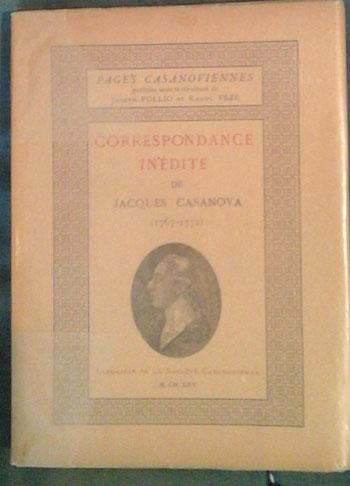 PAGES CASANOVIENNES
publiées sous la direction de
Joseph POLLIO et Raoul VÈZE
CORRESPONDANCE
INÉDITE
DE
JACQUES CASANOVA
(1767-1772)
Librairie de la Société Casanovienne
M. CM. XXV.